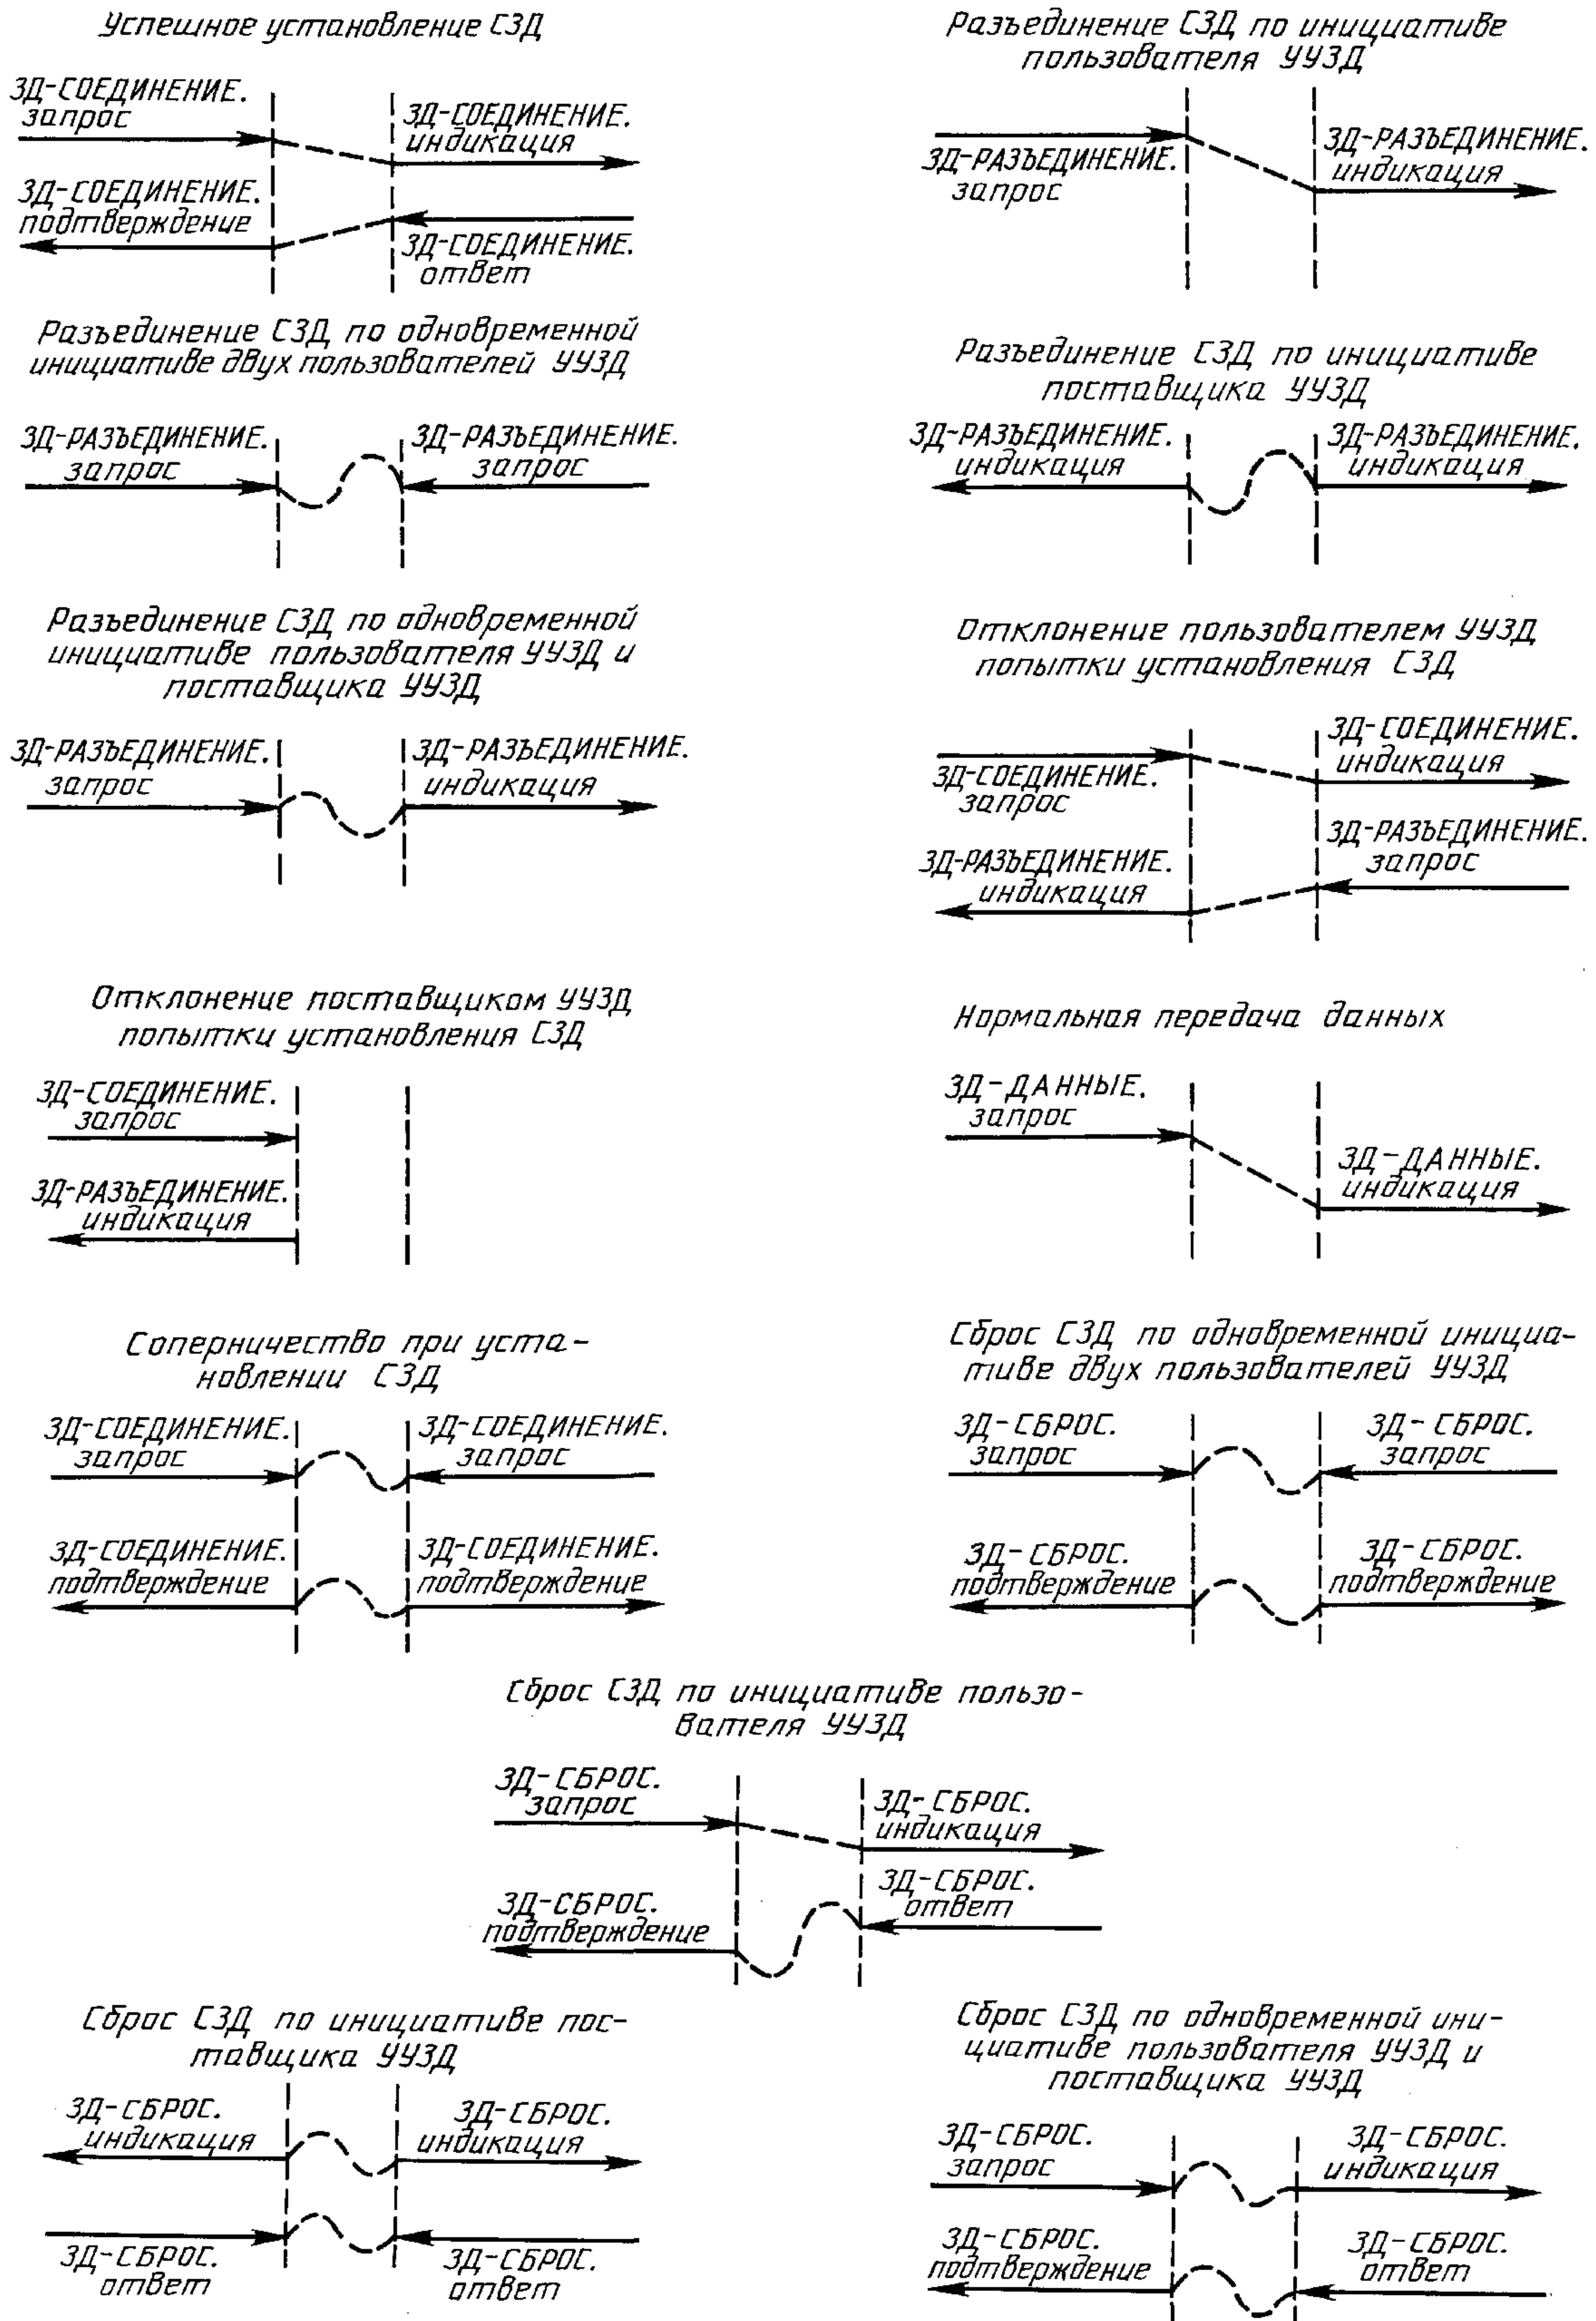 Успешное установление СЗД
ЗД-СОЕДИНЕНИЕ.
запрос
ЗД-СОЕДИНЕНИЕ.
индикация
ЗД-СОЕДИНЕНИЕ.
подтверждение
ЗД-СОЕДИНЕНИЕ.
ответ
Разъединение СЗД по инициативе
пользователя УУЗД
ЗД-РАЗЪЕДИНЕНИЕ.
запрос
ЗД-РАЗЪЕДИНЕНИЕ.
индикация
Разъединение СЗД по одновременной
инициативе двух пользователей УУЗД
ЗД-РАЗЪЕДИНЕНИЕ.
запрос
ЗД-РАЗЪЕДИНЕНИЕ.
запрос
Разъединение СЗД по инициативе
поставщика УУЗД
ЗД-РАЗЪЕДИНЕНИЕ.
индикация
ЗД-РАЗЪЕДИНЕНИЕ.
индикация
Разъединение СЗД по одновременной
инициативе пользователя УУЗД и
поставщика УУЗД
ЗД-РАЗЪЕДИНЕНИЕ.
запрос
ЗД-РАЗЪЕДИНЕНИЕ.
индикация
Отклонение пользователем УУЗД
попытки установления СЗД
ЗД-СОЕДИНЕНИЕ.
запрос
ЗД-СОЕДИНЕНИЕ.
индикация
ЗД-РАЗЪЕДИНЕНИЕ.
индикация
ЗД-РАЗЪЕДИНЕНИЕ.
запрос
Отклонение поставщиком УУЗД
попытки установления СЗД
ЗД-СОЕДИНЕНИЕ.
запрос
ЗД-РАЗЪЕДИНЕНИЕ.
индикация
Нормальная передача данных
ЗД-ДАННЫЕ.
запрос
ЗД-ДАННЫЕ.
индикация
Соперничество при уста-
новлении СЗД
ЗД-СОЕДИНЕНИЕ.
запрос
ЗД-СОЕДИНЕНИЕ.
запрос
ЗД-СОЕДИНЕНИЕ.
подтверждение
ЗД-СОЕДИНЕНИЕ.
подтверждение
Сброс СЗД по одновременной инициа-
тиве двух пользователей УУЗД
ЗД-СБРОС.
запрос
ЗД-СБРОС.
запрос
ЗД-СБРОС.
подтверждение
ЗД-СБРОС.
подтверждение
Сброс СЗД по инициативе пользо-
вателя УУЗД
ЗД-СБРОС.
запрос
ЗД-СБРОС.
индикация
ЗД-СБРОС.
подтверждение
ЗД-СБРОС.
ответ
Сброс СЗД по инициативе пос-
тавщика УУЗД
ЗД-СБРОС.
индикация
ЗД-СБРОС.
индикация
ЗД-СБРОС.
ответ
ЗД-СБРОС.
ответ
Сброс СЗД по одновременной ини-
циативе пользователя УУЗД и
поставщика УУЗД
ЗД-СБРОС.
запрос
ЗД-СБРОС.
индикация
ЗД-СБРОС.
подтверждение
ЗД-СБРОС.
ответ